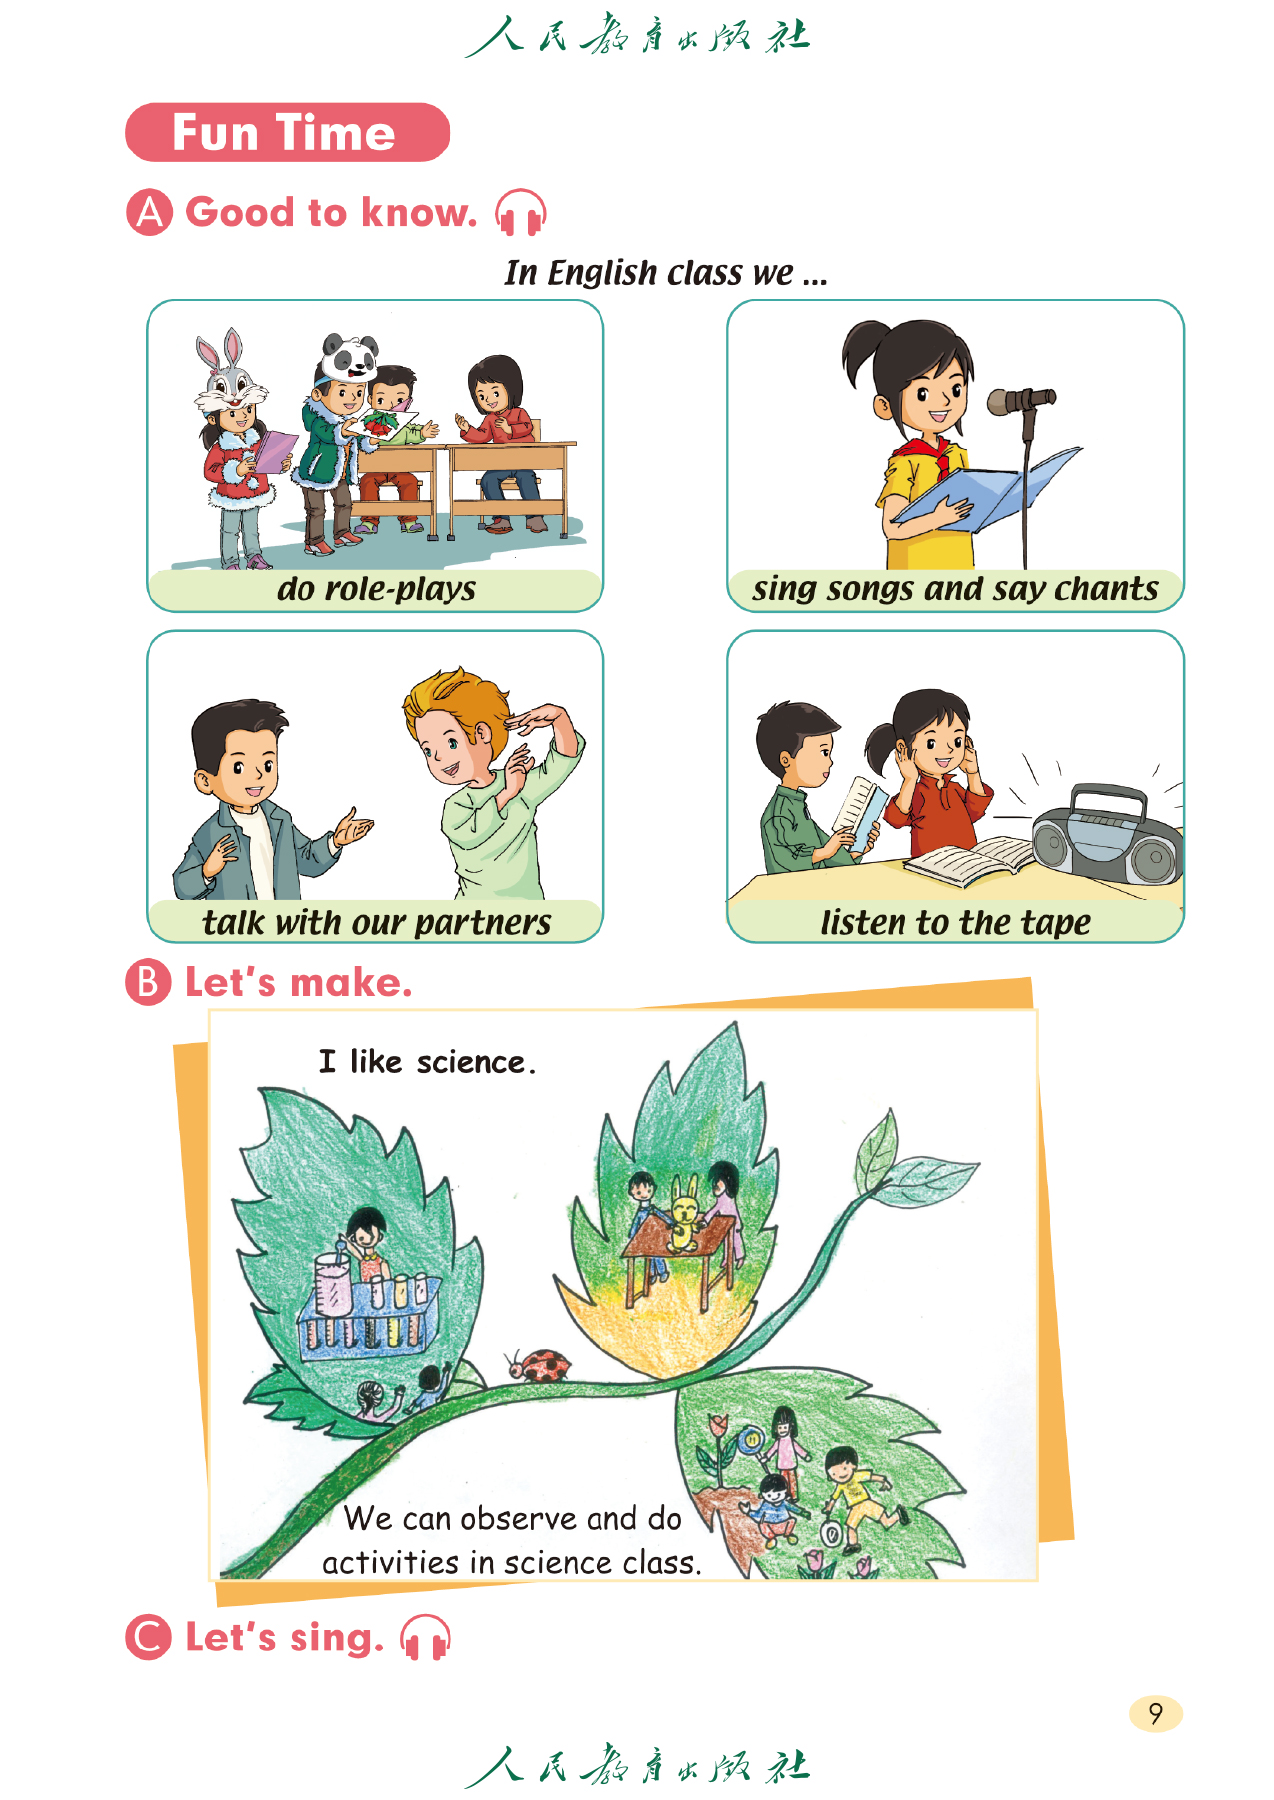 人民教育出版社
Fun Time
A Good to know.
In English class we ...
do role-plays
sing songs and say chants
talk with our partners
listen to the tape
B Let's make.
I like science.
We can observe and do
activities in science class.
C Let's sing.
9
人民教育出版社